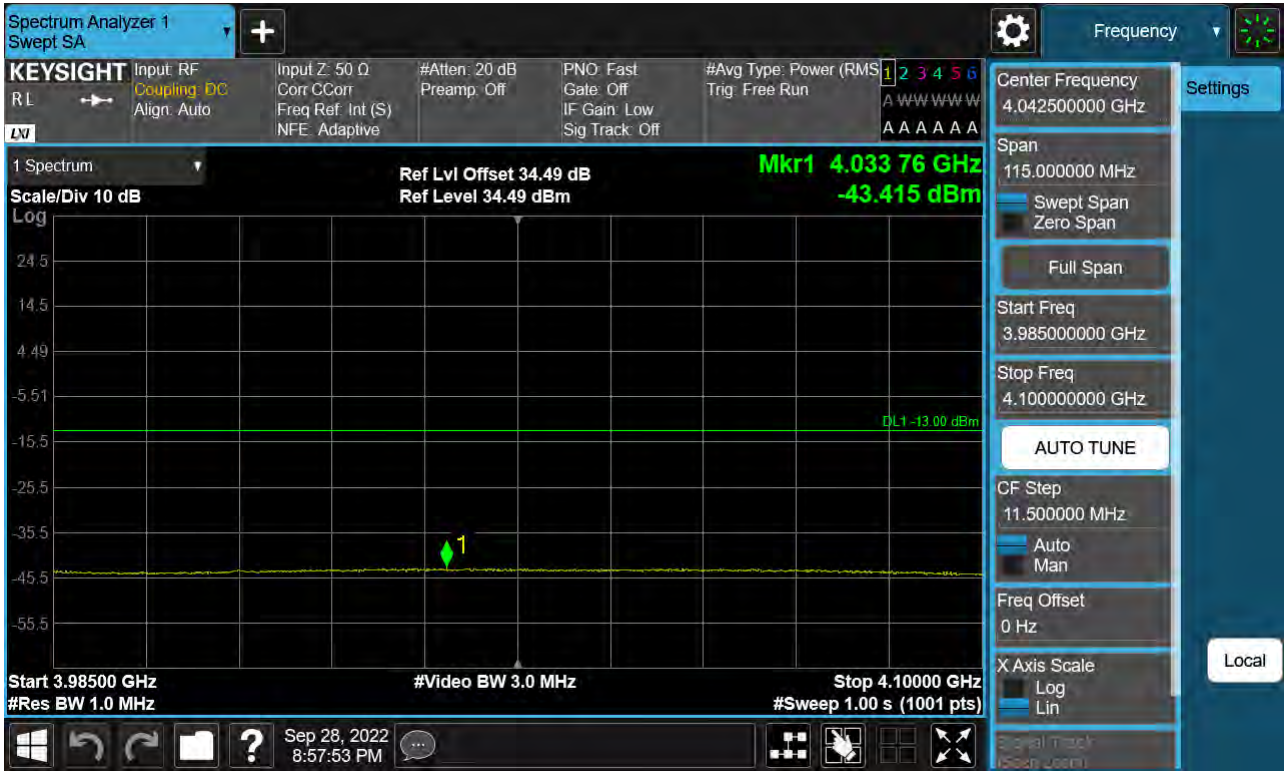 Spectrum Analyzer 1
Swept SA
+
Frequency
KEYSIGHT
RL
LXI
Input: RF
Coupling: DC
Align: Auto
Input Z: 50 Ω
Corr CCorr
Freq Ref: Int (S)
NFE: Adaptive
#Atten: 20 dB
Preamp: Off
PNO: Fast
Gate: Off
IF Gain: Low
Sig Track: Off
#Avg Type: Power (RMS
Trig: Free Run
1 2 3 4 5 6
A W W W W W
A A A A A A
1 Spectrum
Scale/Div 10 dB
Log
Ref Lvl Offset 34.49 dB
Ref Level 34.49 dBm
Mkr1 4.033 76 GHz
-43.415 dBm
24.5
14.5
4.49
-5.51
-15.5
-25.5
-35.5
-45.5
-55.5
DL1 -13.00 dBm
1
Start 3.98500 GHz
#Res BW 1.0 MHz
#Video BW 3.0 MHz
Stop 4.10000 GHz
#Sweep 1.00 s (1001 pts)
Center Frequency
4.042500000 GHz
Settings
Span
115.000000 MHz
Swept Span
Zero Span
Full Span
Start Freq
3.985000000 GHz
Stop Freq
4.100000000 GHz
AUTO TUNE
CF Step
11.500000 MHz
Auto
Man
Freq Offset
0 Hz
X Axis Scale
Log
Lin
Signal Track
(Span Zoom)
Local
?
Sep 28, 2022
8:57:53 PM